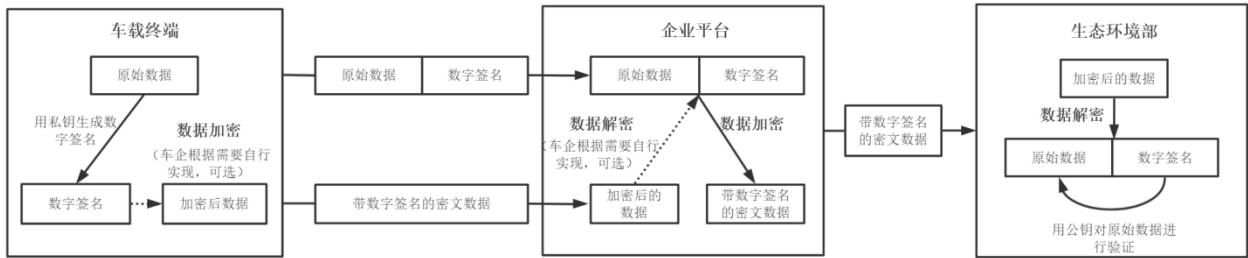 车载终端
原始数据
用私钥生成数
字签名
数据加密
（车企根据需要自行
实现，可选）
数字签名
加密后数据
原始数据
数字签名
带数字签名的密文数据
企业平台
原始数据
数字签名
数据解密
（车企根据需要自行
实现，可选）
数据加密
加密后的
数据
带数字签名
的密文数据
带数字签名
的密文数据
生态环境部
加密后的数据
数据解密
原始数据
数字签名
用公钥对原始数据进
行验证